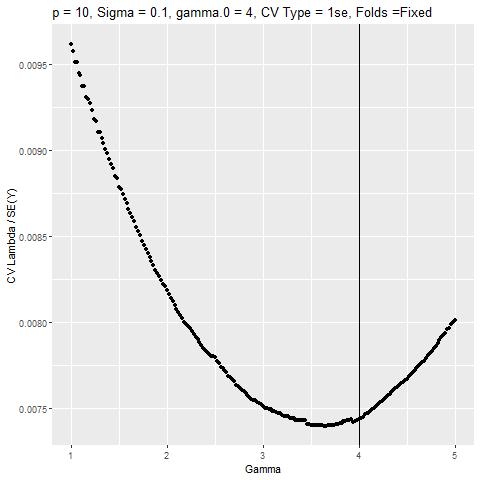 p = 10, Sigma = 0.1, gamma.0 = 4, CV Type = 1se, Folds =Fixed
CV Lambda / SE(Y)
0.0095
0.0090
0.0085
0.0080
0.0075
1 2 3 4 5
Gamma